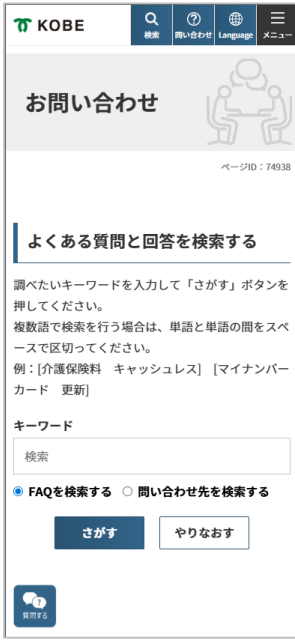 KOBE
検索
問い合わせ
Language
メニュー
お問い合わせ
ページID：74938
よくある質問と回答を検索する
調べたいキーワードを入力して「さがす」ボタンを
押してください。
複数語で検索を行う場合は、単語と単語の間をスペ
ースで区切ってください。
例：[介護保険料　キャッシュレス]　[マイナンバー
カード　更新]
キーワード
検索
FAQを検索する　問い合わせ先を検索する
さがす　やりなおす
質問する